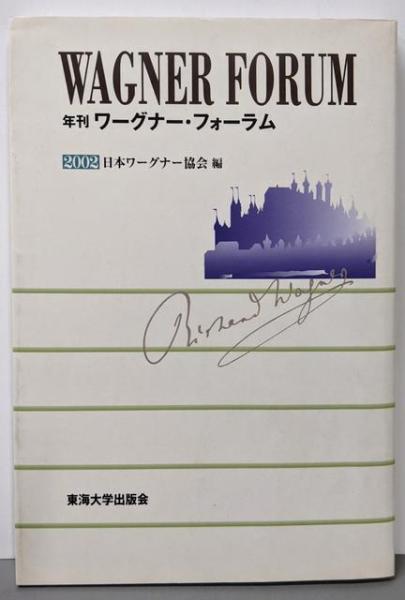 WAGNER FORUM
年刊 ワーグナー・フォーラム
2002 日本ワーグナー協会 編
Richard Wagner
東海大学出版会